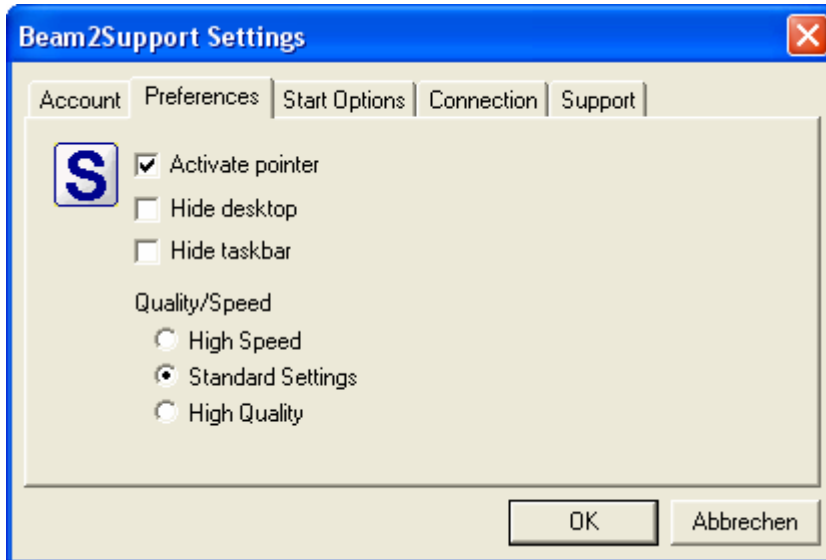 Beam2Support Settings
Account Preferences Start Options Connection Support
S
Activate pointer
Hide desktop
Hide taskbar
Quality/Speed
High Speed
Standard Settings
High Quality
OK Abbrechen